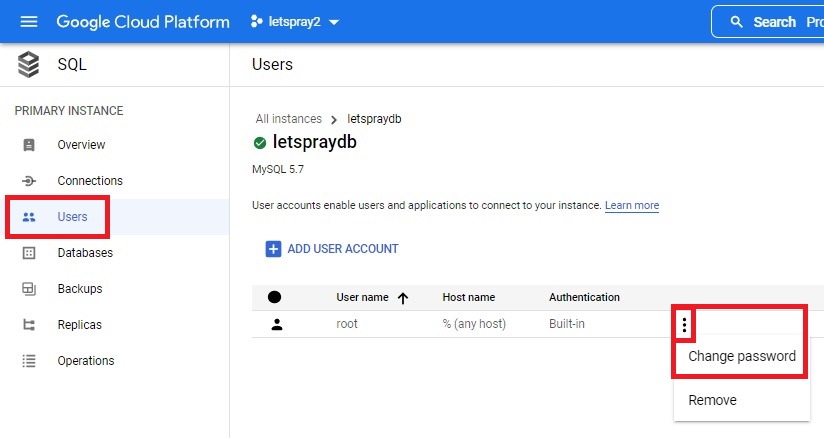 Google Cloud Platform
letspray2
Search Pro
SQL
Users
PRIMARY INSTANCE
Overview
Connections
Users
Databases
Backups
Replicas
Operations
All instances > letspraydb
letspraydb
MySQL 5.7
User accounts enable users and applications to connect to your instance. Learn more
ADD USER ACCOUNT
User name Host name Authentication
root % (any host) Built-in
Change password
Remove